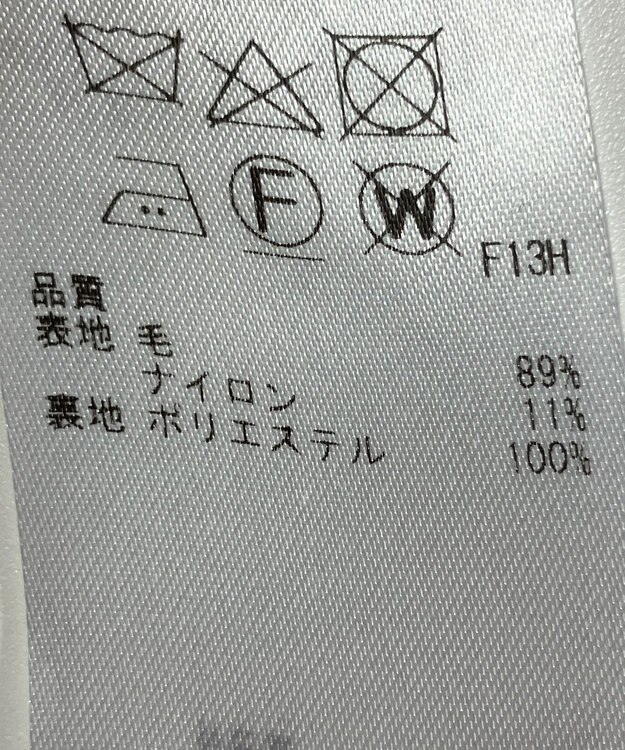 F W
F13H
品質
表地 毛 89%
ナイロン 11%
裏地 ポリエステル 100%